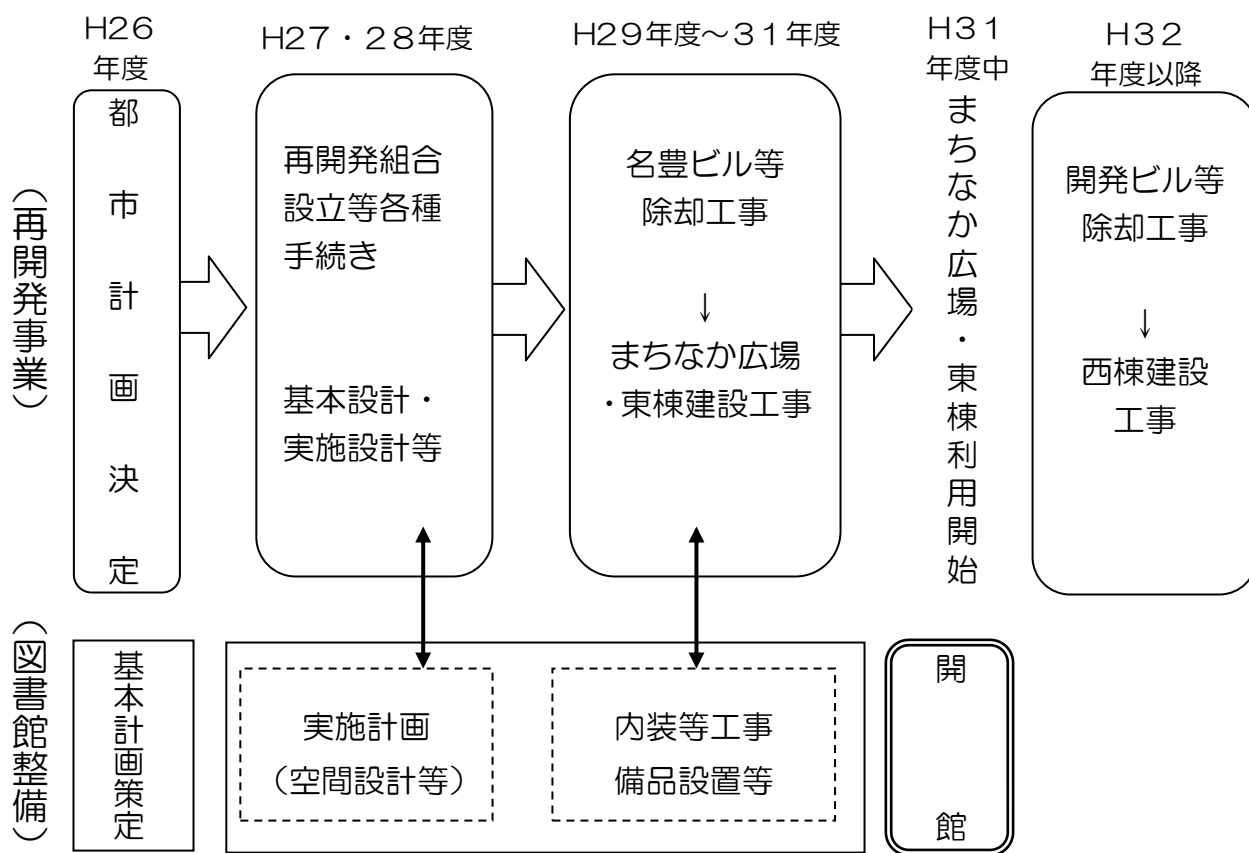 H26
年度
H27・28年度
H29年度～31年度
H31
年度中
H32
年度以降
（再開発事業）
都市計画決定
再開発組合
設立等各種
手続き
基本設計・
実施設計等
名豊ビル等
除却工事
↓
まちなか広場
・東棟建設工事
まちなか広場・東棟利用開始
開発ビル等
除却工事
↓
西棟建設
工事
（図書館整備）
基本計画策定
実施計画
（空間設計等）
内装等工事
備品設置等
開館